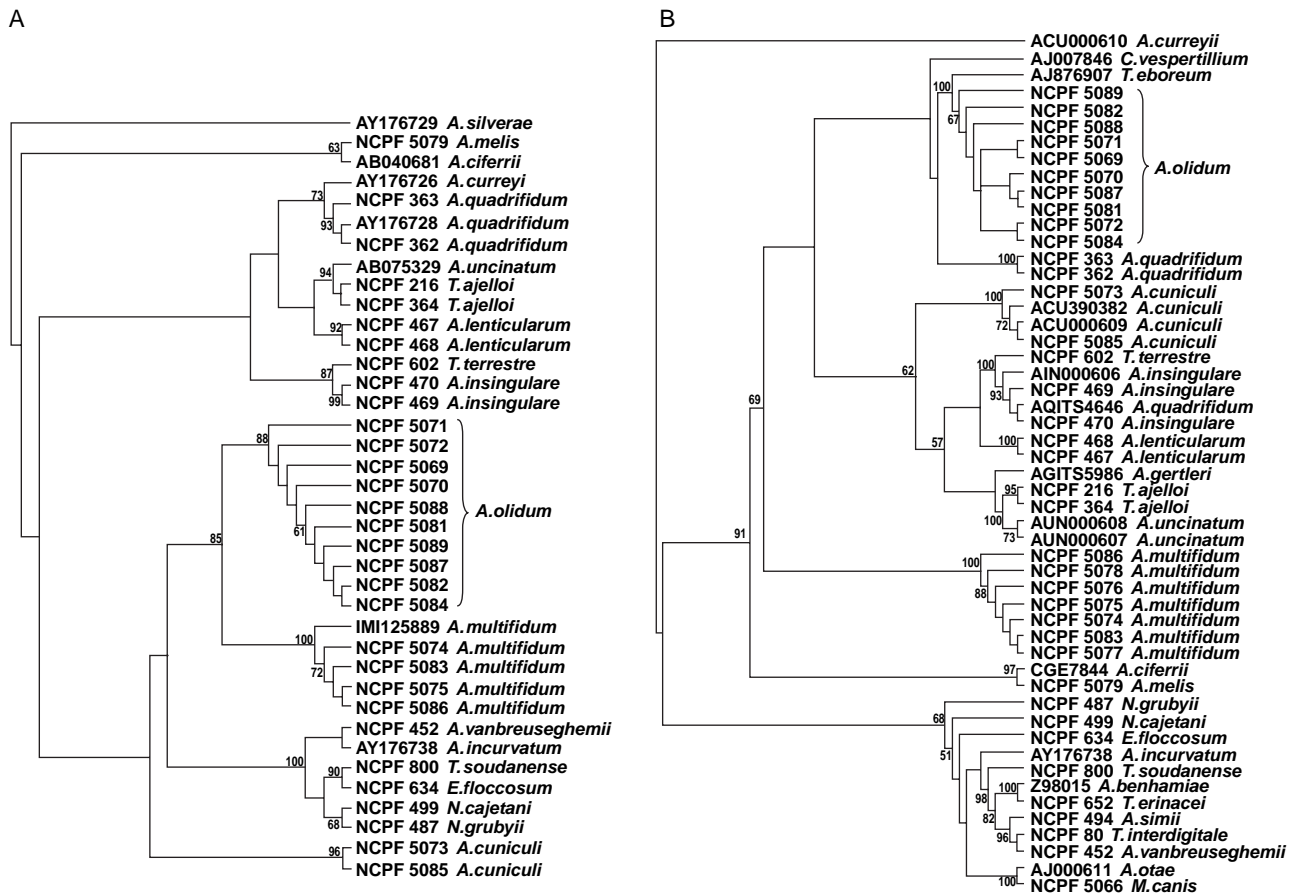 A
AY176729 A.silverae
63
NCPF 5079 A.melis
AB040681 A.ciferrii
AY176726 A.curreyi
73
NCPF 363 A.quadrifidum
93
AY176728 A.quadrifidum
NCPF 362 A.quadrifidum
AB075329 A.uncinatum
94
NCPF 216 T.ajelloi
NCPF 364 T.ajelloi
92
NCPF 467 A.lenticularum
NCPF 468 A.lenticularum
NCPF 602 T.terrestre
87
NCPF 470 A.insingulare
99
NCPF 469 A.insingulare
NCPF 5071
88
NCPF 5072
NCPF 5069
NCPF 5070
NCPF 5088
A.olidum
61
NCPF 5081
85
NCPF 5089
NCPF 5087
NCPF 5082
NCPF 5084
IMI125889 A.multifidum
100
NCPF 5074 A.multifidum
72
NCPF 5083 A.multifidum
NCPF 5075 A.multifidum
NCPF 5086 A.multifidum
NCPF 452 A.vanbreuseghemii
AY176738 A.incurvatum
100
NCPF 800 T.soudanense
90
NCPF 634 E.floccosum
NCPF 499 N.cajetani
68
NCPF 487 N.grubyii
NCPF 5073 A.cuniculi
96
NCPF 5085 A.cuniculi
B
ACU000610 A.curreyii
AJ007846 C.vespertillium
AJ876907 T.eboreum
100
NCPF 5089
NCPF 5082
67
NCPF 5088
NCPF 5071
NCPF 5069
A.olidum
NCPF 5070
NCPF 5087
NCPF 5081
NCPF 5072
NCPF 5084
100
NCPF 363 A.quadrifidum
NCPF 362 A.quadrifidum
NCPF 5073 A.cuniculi
100
ACU390382 A.cuniculi
72
ACU000609 A.cuniculi
NCPF 5085 A.cuniculi
NCPF 602 T.terrestre
100
62
AIN000606 A.insingulare
NCPF 469 A.insingulare
93
AQITS4646 A.quadrifidum
69
NCPF 470 A.insingulare
100
NCPF 468 A.lenticularum
57
NCPF 467 A.lenticularum
AGITS5986 A.gertleri
95
NCPF 216 T.ajelloi
NCPF 364 T.ajelloi
100
AUN000608 A.uncinatum
73
AUN000607 A.uncinatum
91
NCPF 5086 A.multifidum
100
NCPF 5078 A.multifidum
88
NCPF 5076 A.multifidum
NCPF 5075 A.multifidum
NCPF 5074 A.multifidum
NCPF 5083 A.multifidum
NCPF 5077 A.multifidum
97
CGE7844 A.ciferrii
NCPF 5079 A.melis
NCPF 487 N.grubyii
68
NCPF 499 N.cajetani
NCPF 634 E.floccosum
51
AY176738 A.incurvatum
NCPF 800 T.soudanense
100
Z98015 A.benhamiae
98
NCPF 652 T.erinacei
82
NCPF 494 A.simii
96
NCPF 80 T.interdigitale
NCPF 452 A.vanbreuseghemii
AJ000611 A.otae
100
NCPF 5066 M.canis